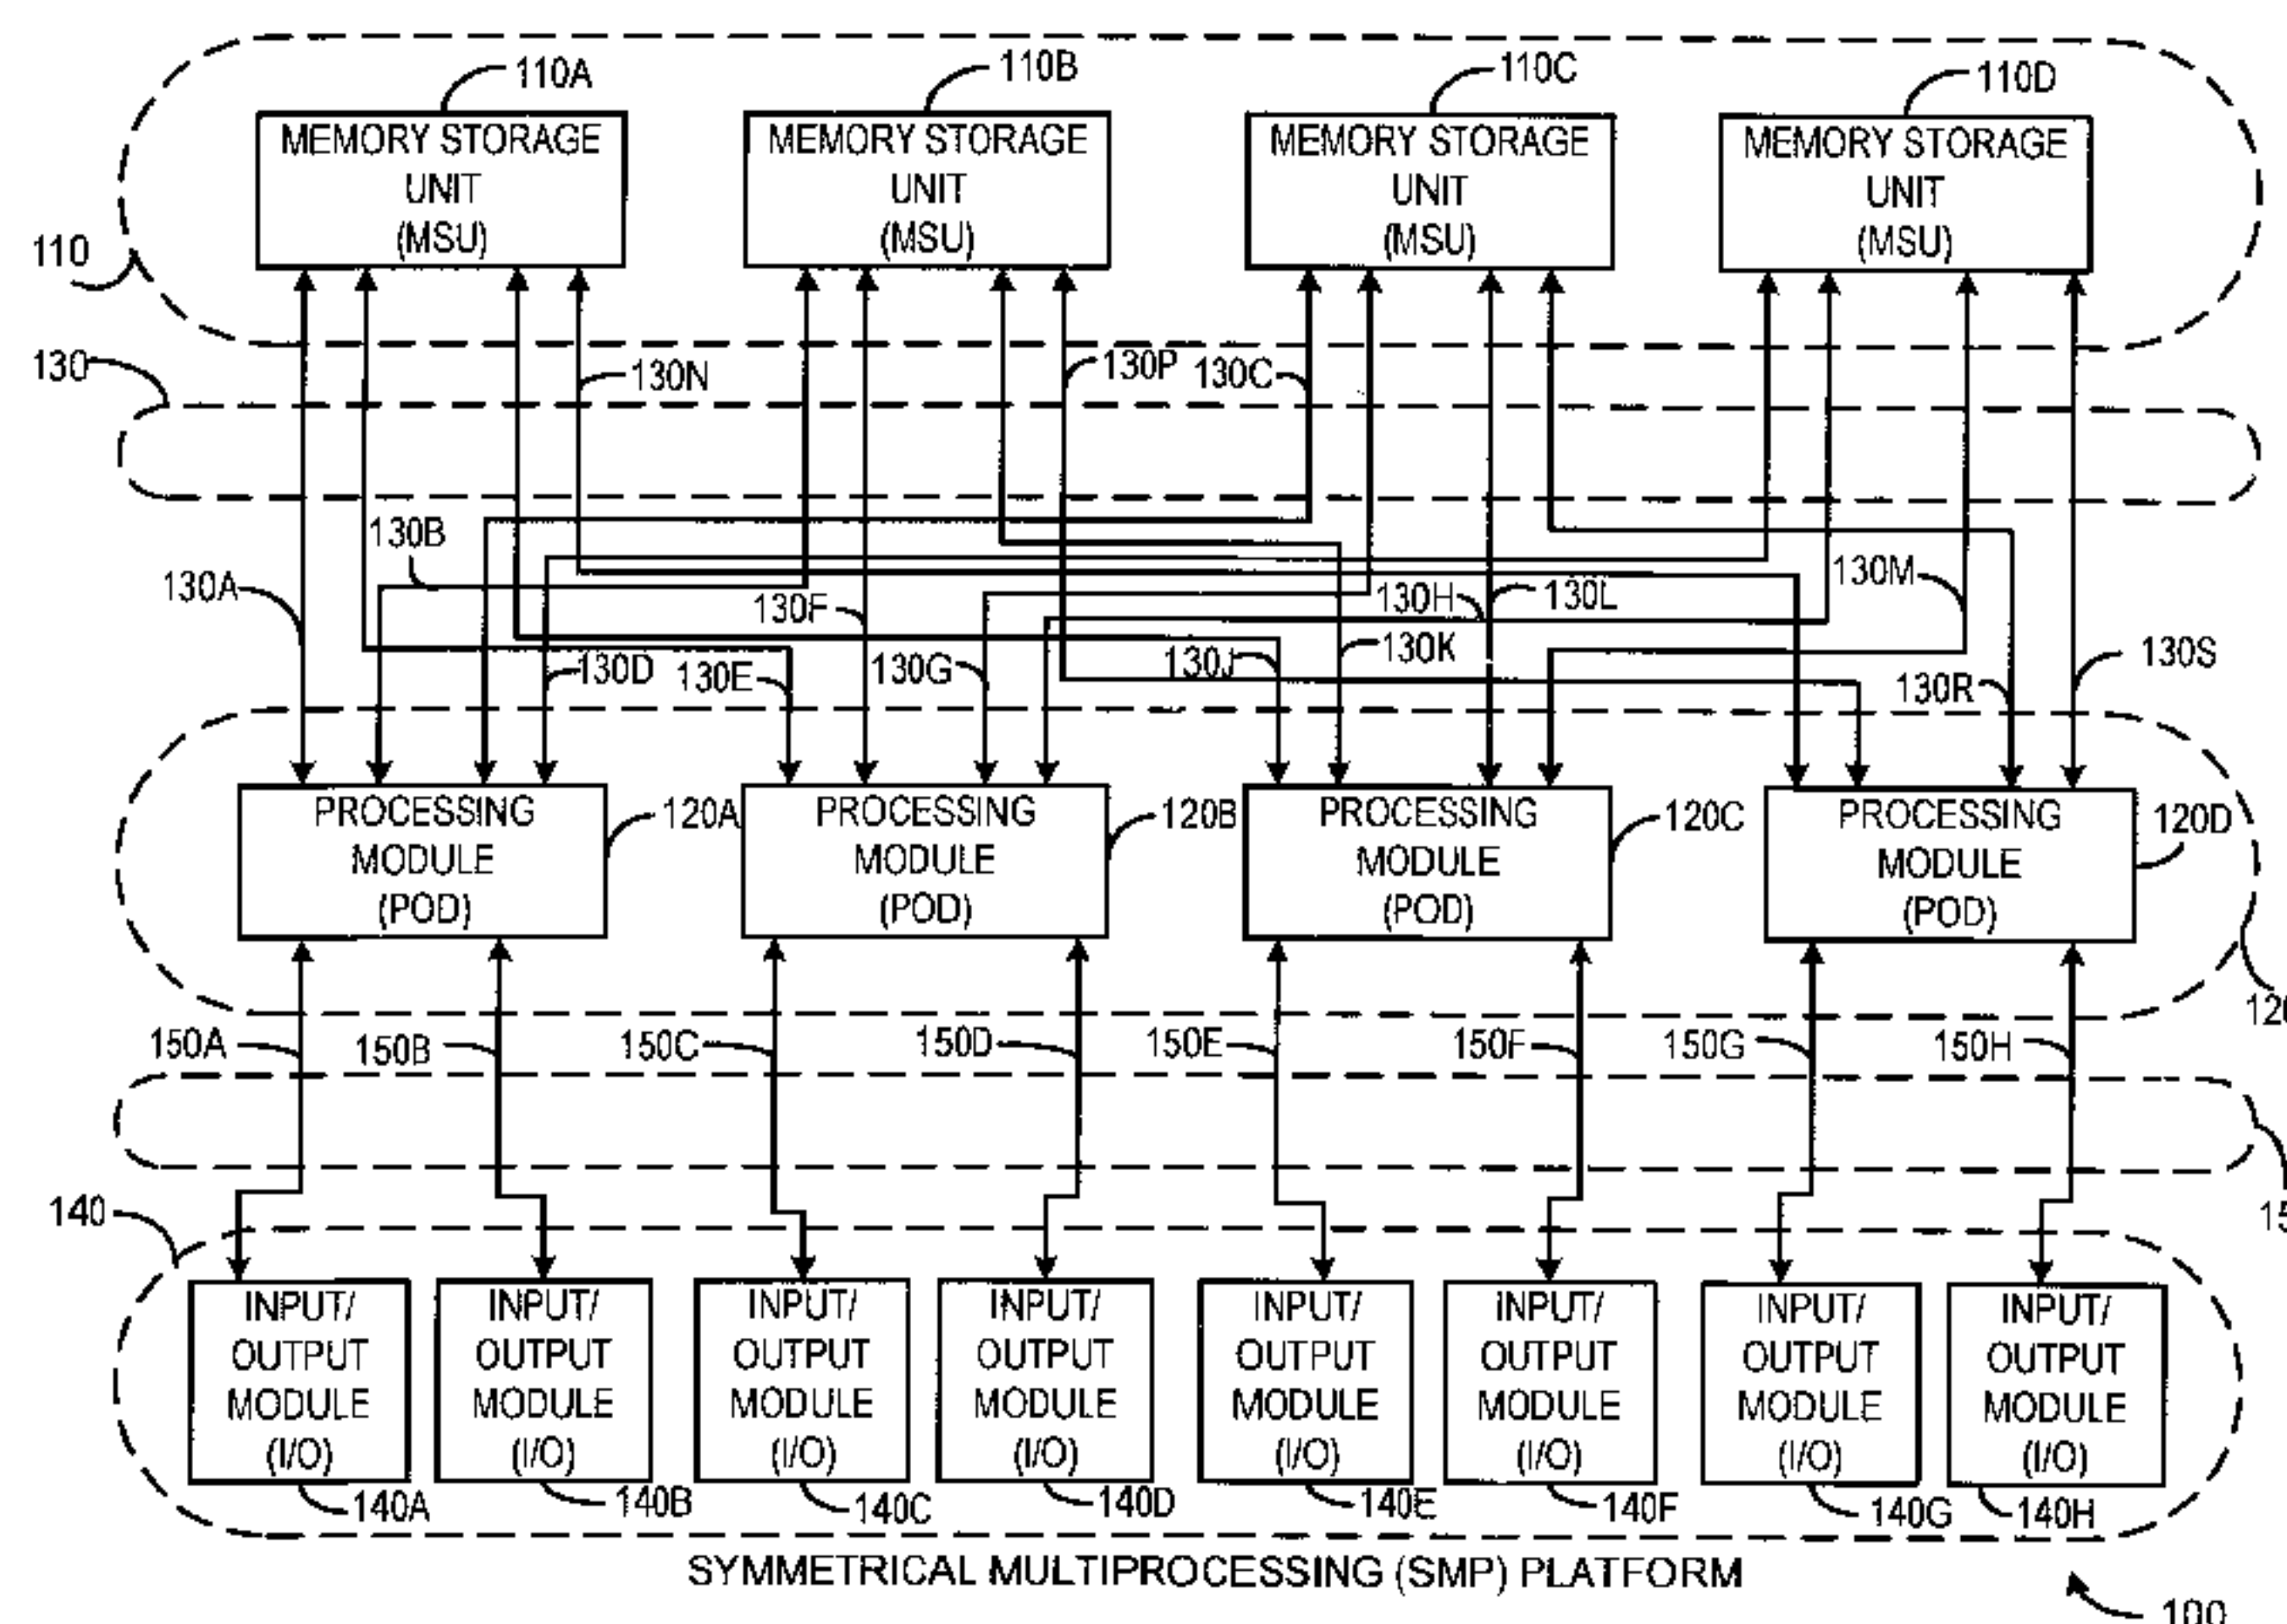 110A
110B
110C
110D
MEMORY STORAGE
UNIT
(MSU)
MEMORY STORAGE
UNIT
(MSU)
MEMORY STORAGE
UNIT
(MSU)
MEMORY STORAGE
UNIT
(MSU)
110
130
130N
130P
130C
130B
130A
130F
130H
130L
130M
130D
130E
130G
130J
130K
130R
130S
PROCESSING
MODULE
(POD)
120A
PROCESSING
MODULE
(POD)
120B
PROCESSING
MODULE
(POD)
120C
PROCESSING
MODULE
(POD)
120D
150A
150B
150C
150D
150E
150F
150G
150H
140
INPUT/
OUTPUT
MODULE
(I/O)
INPUT/
OUTPUT
MODULE
(I/O)
INPUT/
OUTPUT
MODULE
(I/O)
INPUT/
OUTPUT
MODULE
(I/O)
INPUT/
OUTPUT
MODULE
(I/O)
INPUT/
OUTPUT
MODULE
(I/O)
INPUT/
OUTPUT
MODULE
(I/O)
INPUT/
OUTPUT
MODULE
(I/O)
140A
140B
140C
140D
140E
140F
140G
140H
SYMMETRICAL MULTIPROCESSING (SMP) PLATFORM